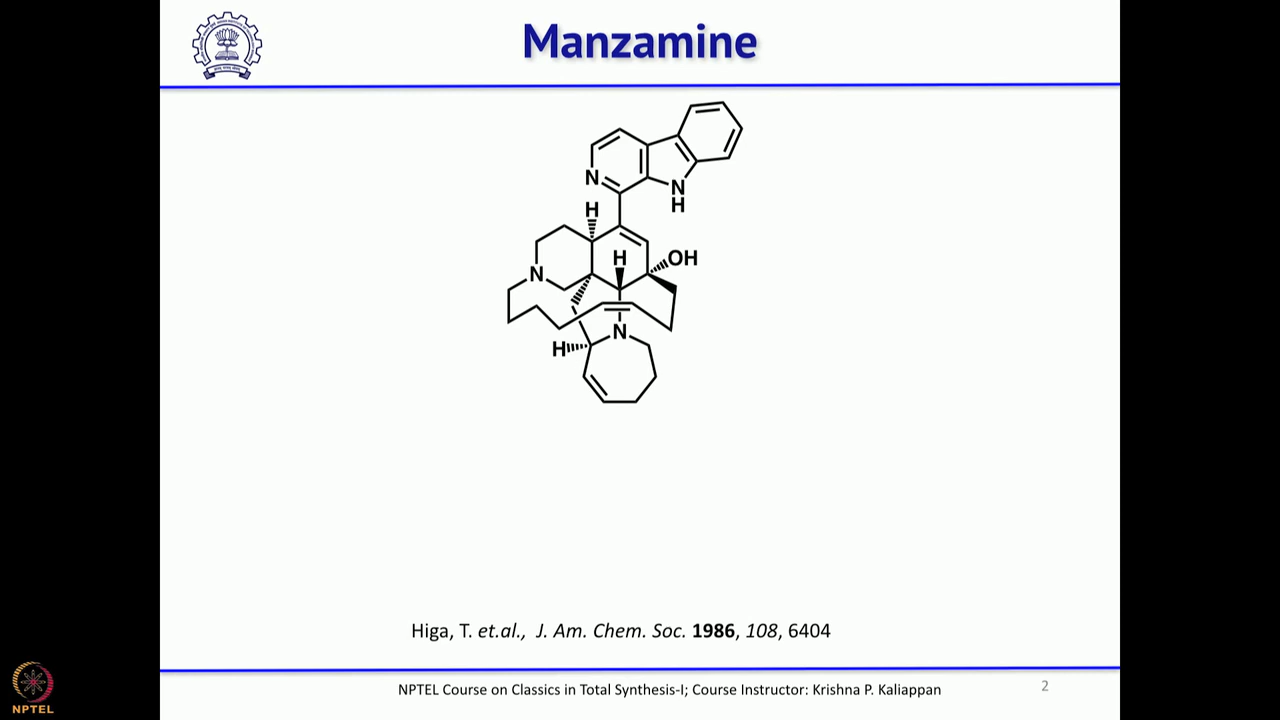 Manzamine
N
N
H
H
H
OH
N
N
H
Higa, T. et.al., J. Am. Chem. Soc. 1986, 108, 6404
NPTEL Course on Classics in Total Synthesis-I; Course Instructor: Krishna P. Kaliappan
2
NPTEL